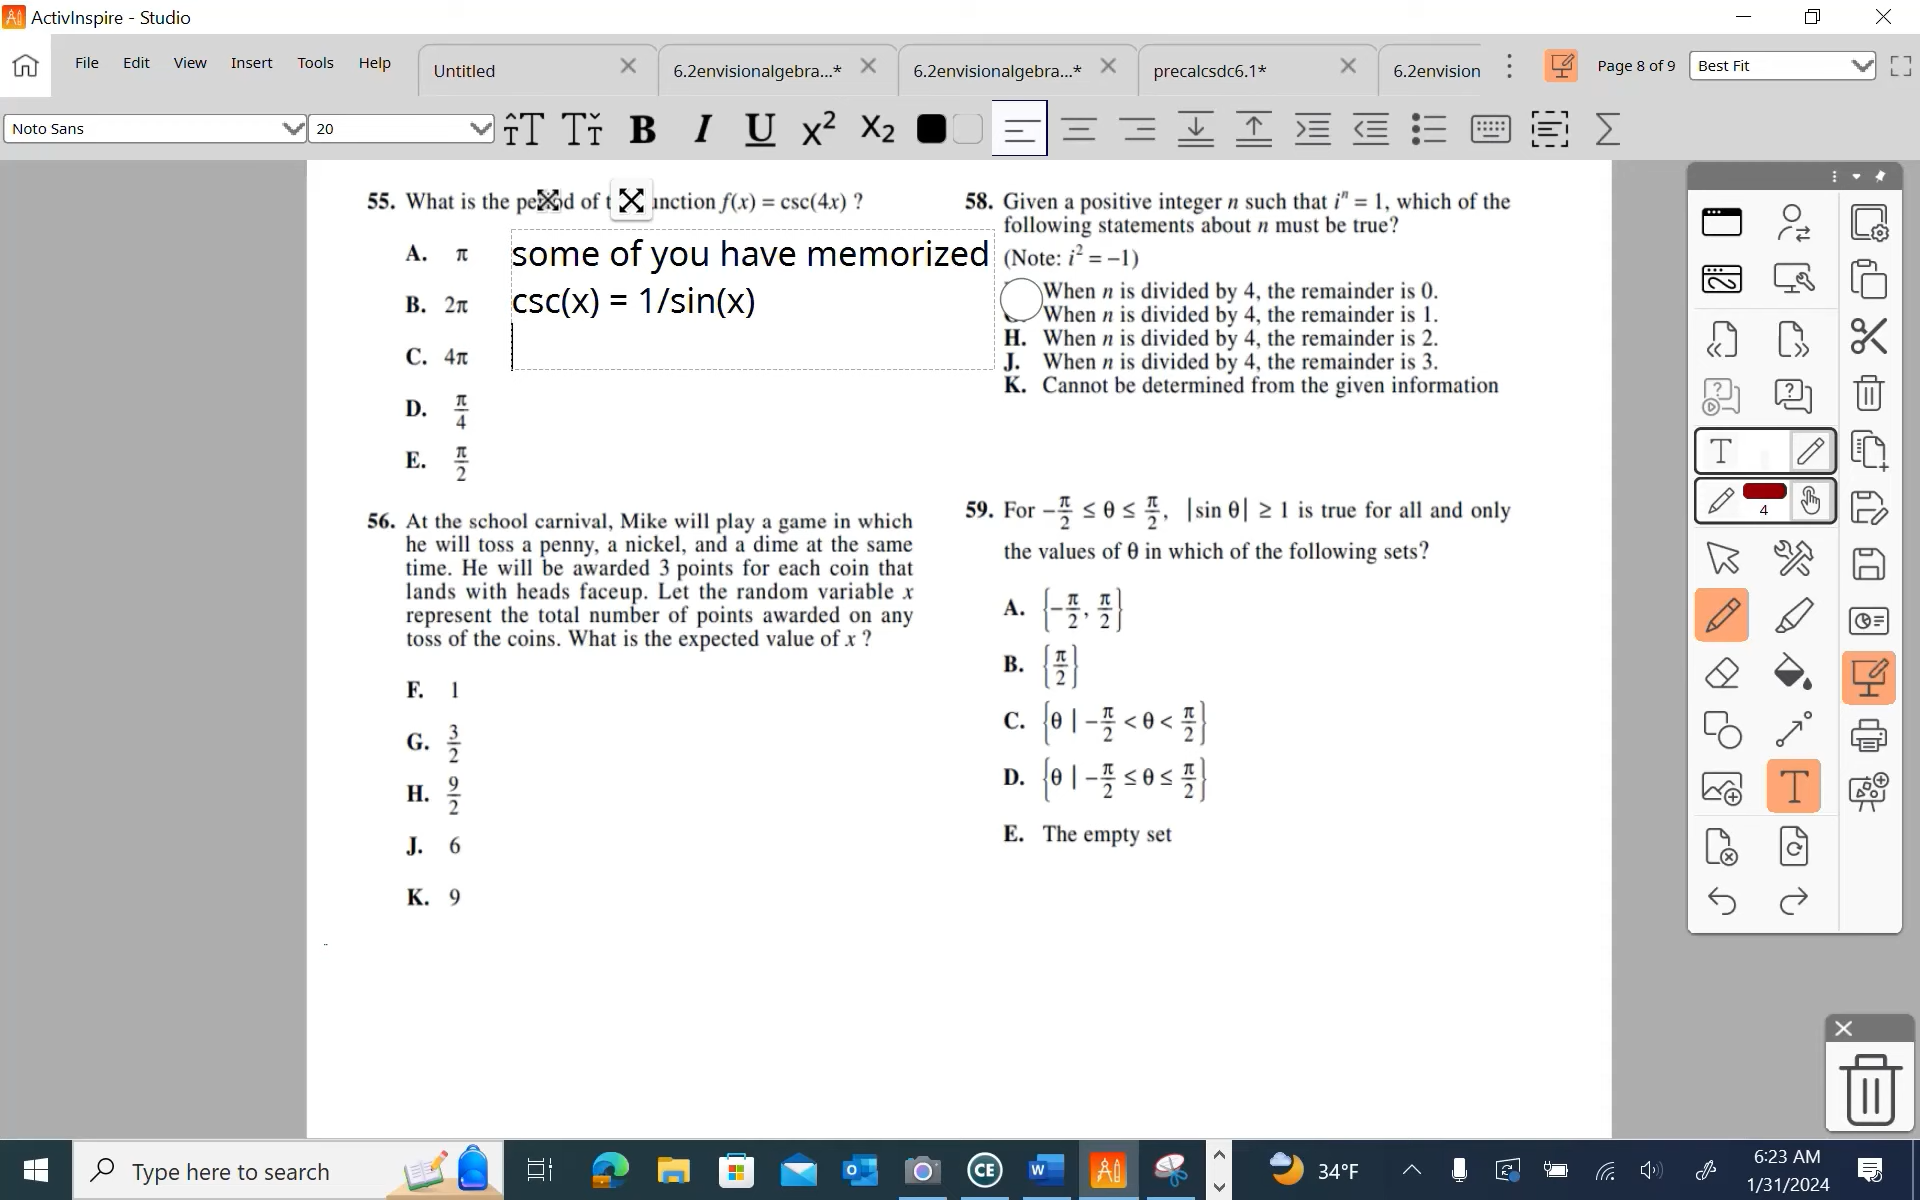 ActivInspire - Studio
File Edit View Insert Tools Help
Untitled
6.2envisionalgebra...*
6.2envisionalgebra...*
precalcsdc6.1*
6.2envision
Page 8 of 9
Best Fit
Noto Sans
20
55. What is the period of t unction f(x) = csc(4x) ?
A. π
B. 2π
C. 4π
D. π/4
E. π/2
some of you have memorized
csc(x) = 1/sin(x)
56. At the school carnival, Mike will play a game in which
he will toss a penny, a nickel, and a dime at the same
time. He will be awarded 3 points for each coin that
lands with heads faceup. Let the random variable x
represent the total number of points awarded on any
toss of the coins. What is the expected value of x ?
F. 1
G. 3/2
H. 9/2
J. 6
K. 9
58. Given a positive integer n such that iⁿ = 1, which of the
following statements about n must be true?
(Note: i² = –1)
When n is divided by 4, the remainder is 0.
When n is divided by 4, the remainder is 1.
H. When n is divided by 4, the remainder is 2.
J. When n is divided by 4, the remainder is 3.
K. Cannot be determined from the given information
59. For –π/2 ≤ θ ≤ π/2, |sin θ| ≥ 1 is true for all and only
the values of θ in which of the following sets?
A. {–π/2, π/2}
B. {π/2}
C. {θ | –π/2 < θ < π/2}
D. {θ | –π/2 ≤ θ ≤ π/2}
E. The empty set
4
Type here to search
34°F
6:23 AM
1/31/2024